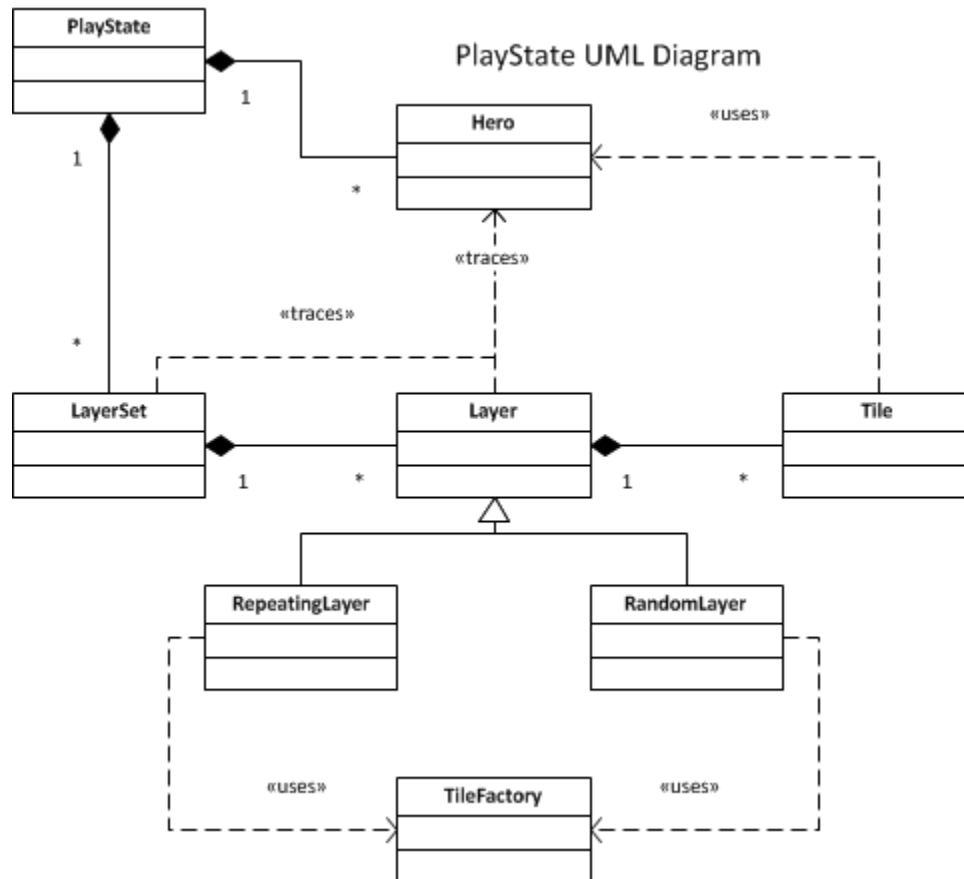 PlayState
PlayState UML Diagram
1
Hero
«uses»
1
*
«traces»
«traces»
*
LayerSet
Layer
Tile
1
*
1
*
RepeatingLayer
RandomLayer
«uses»
TileFactory
«uses»